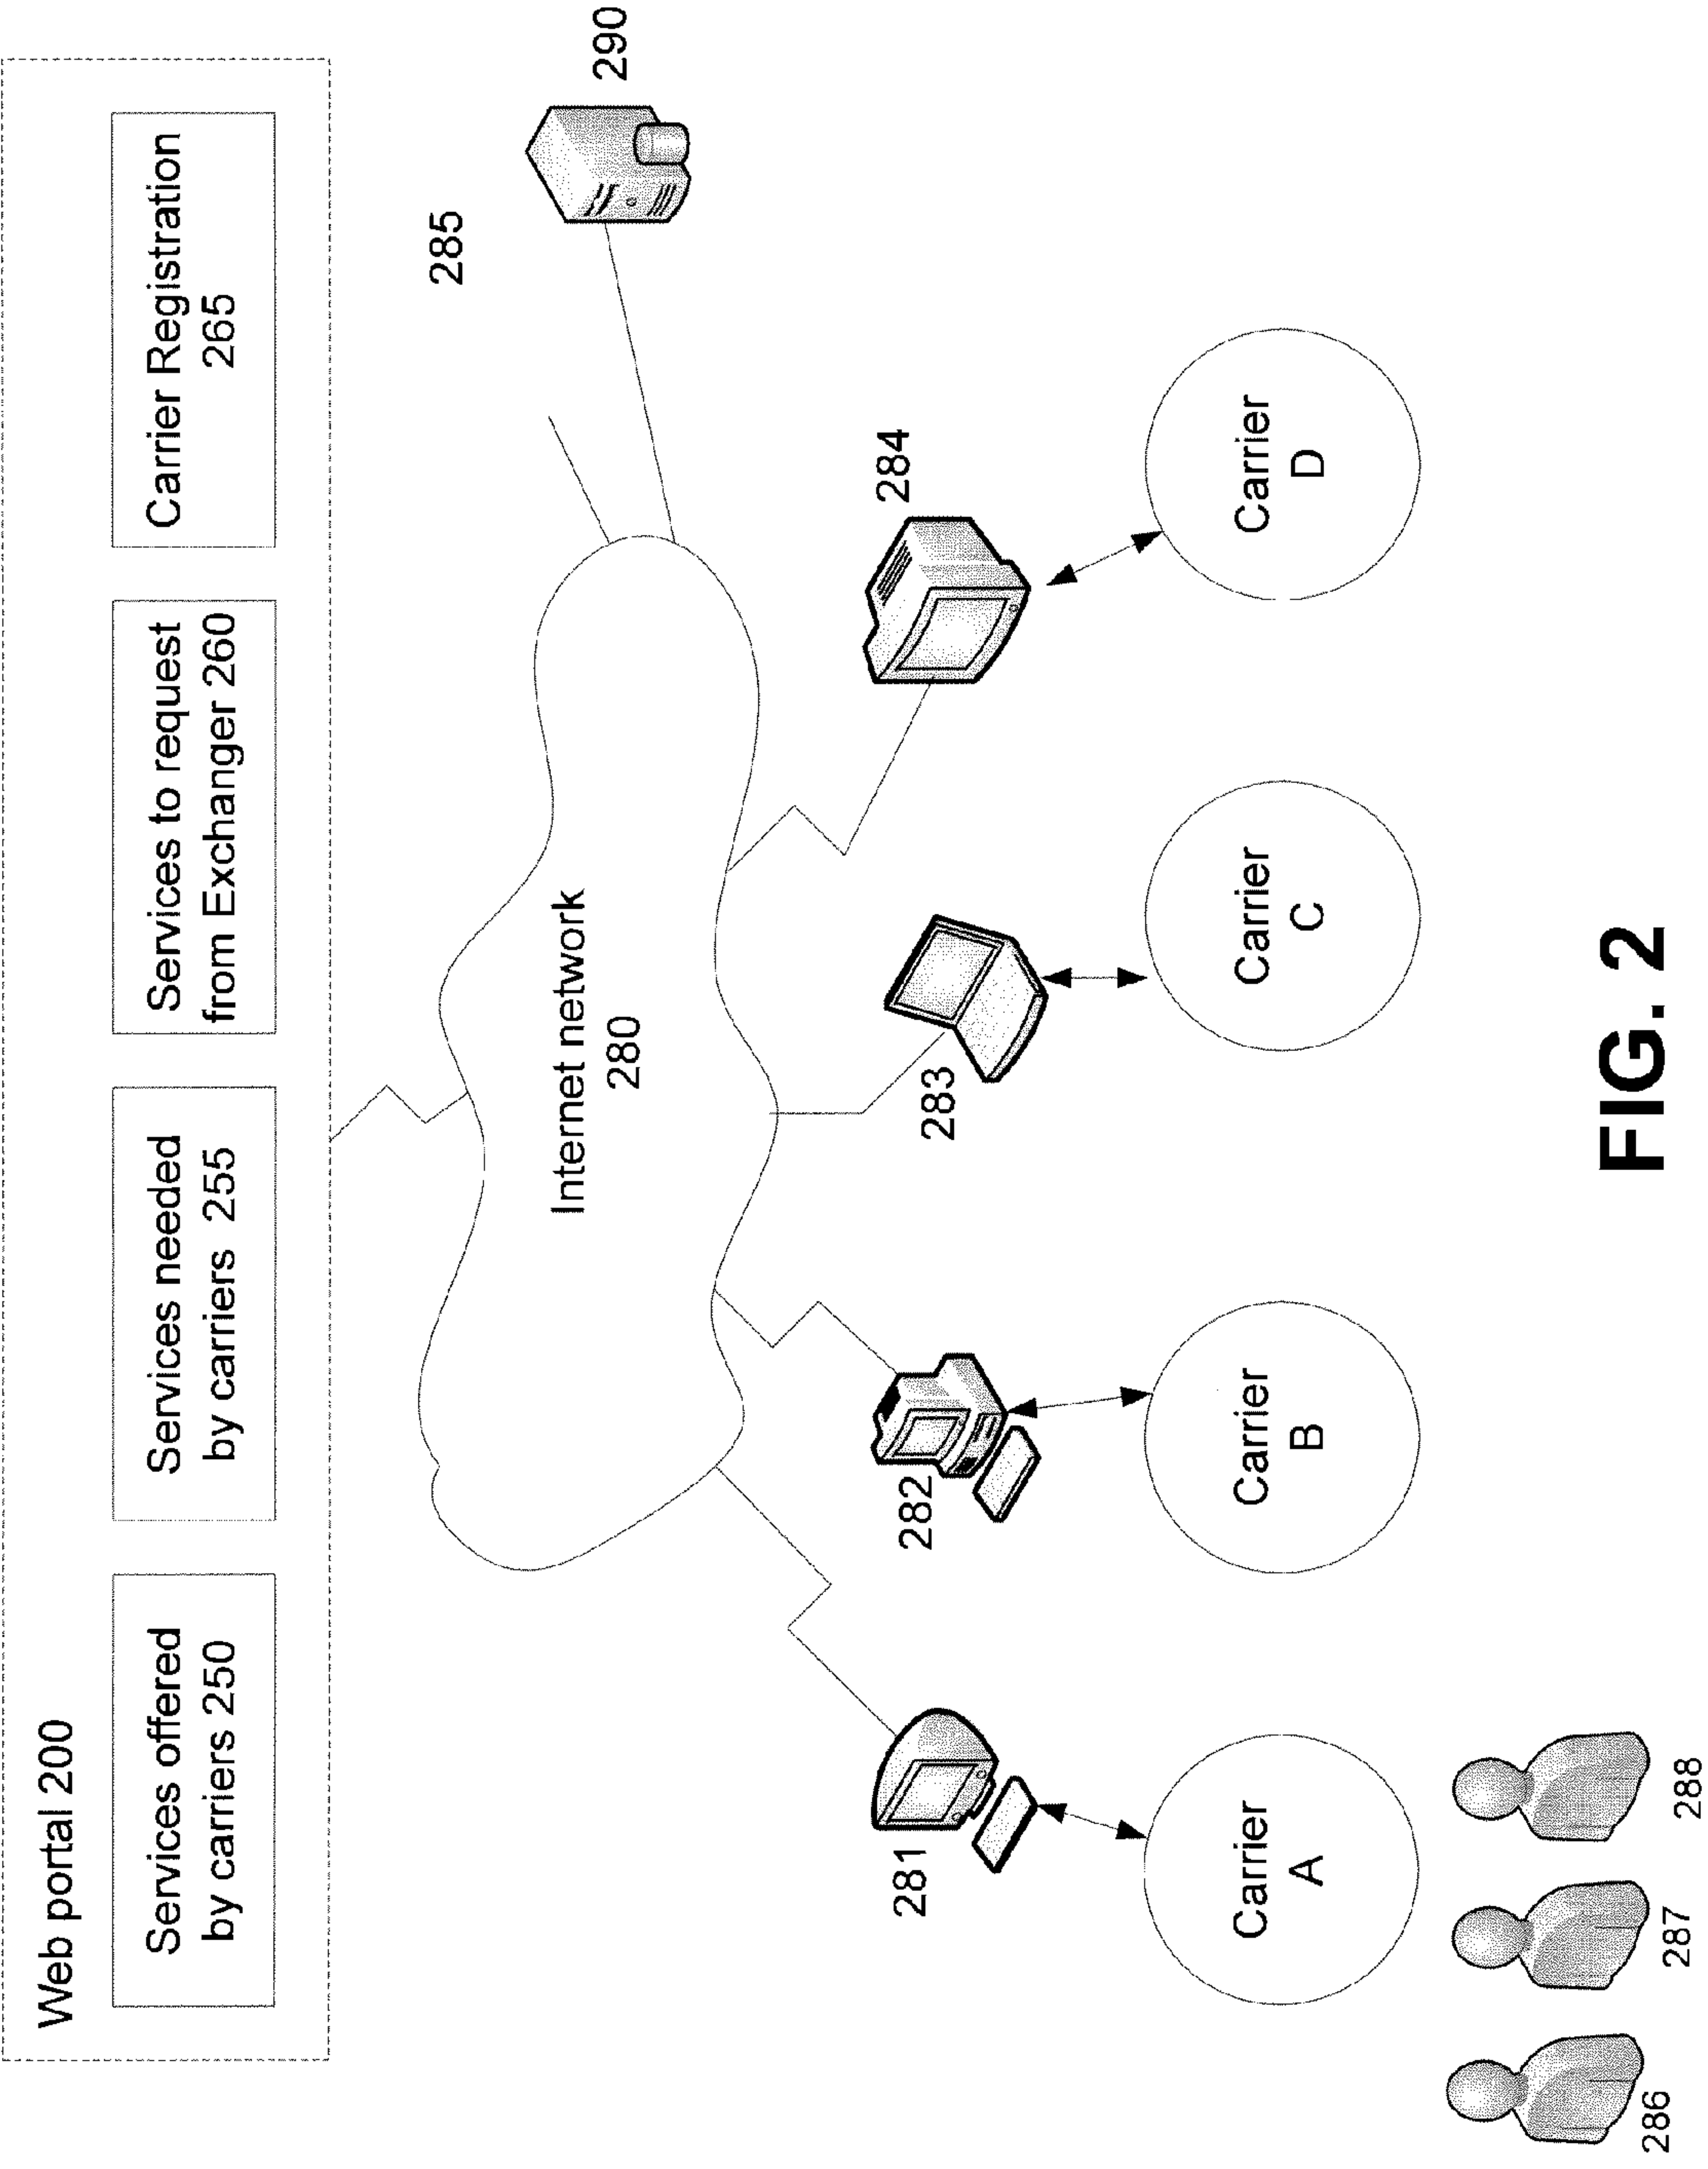 Web portal 200
Services offered
by carriers 250
Services needed
by carriers 255
Services to request
from Exchanger 260
Carrier Registration
265
285
290
Internet network
280
281
282
283
284
Carrier
A
Carrier
B
Carrier
C
Carrier
D
286
287
288
FIG. 2